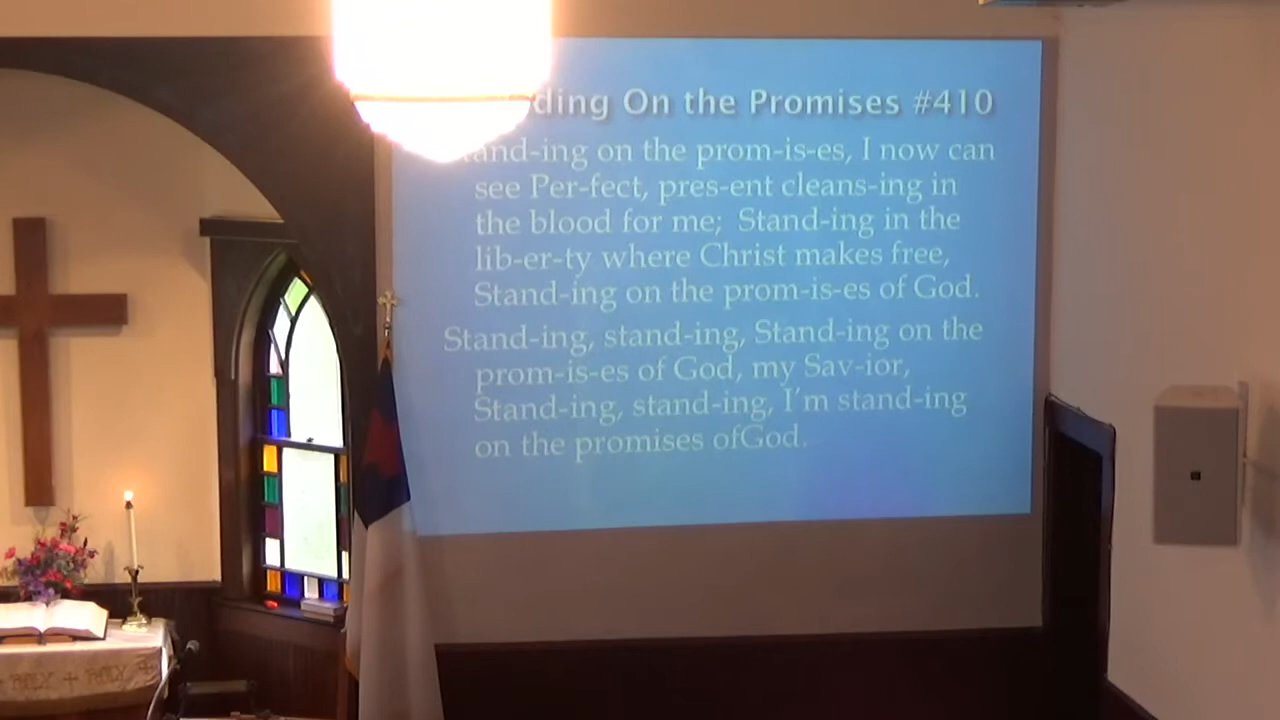 ding On the Promises #410
and-ing on the prom-is-es, I now can
see Per-fect, pres-ent cleans-ing in
the blood for me; Stand-ing in the
lib-er-ty where Christ makes free,
Stand-ing on the prom-is-es of God.
Stand-ing, stand-ing, Stand-ing on the
prom-is-es of God, my Sav-ior,
Stand-ing, stand-ing, I'm stand-ing
on the promises ofGod.
HOLY HOLY